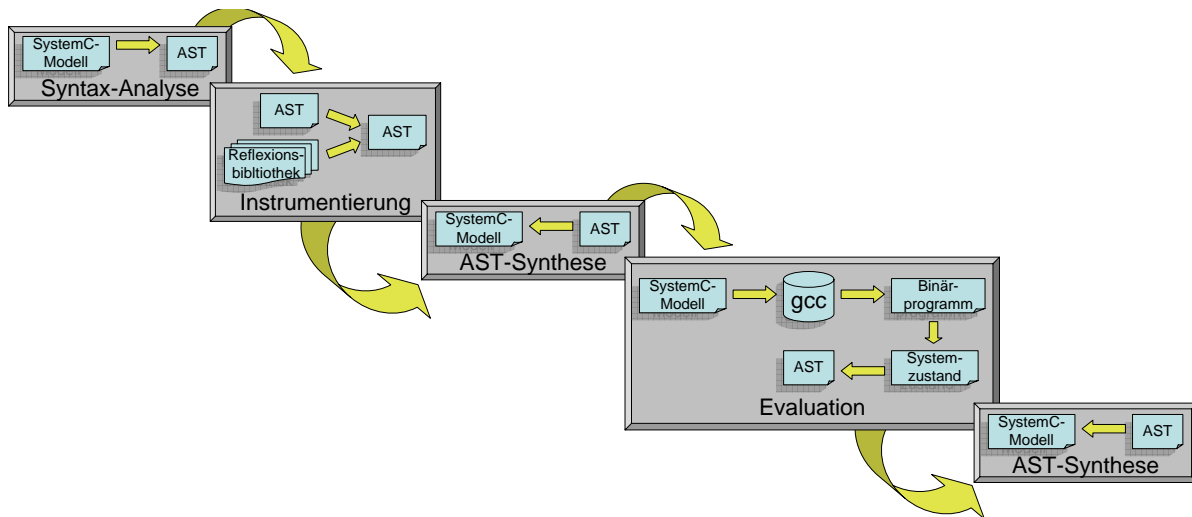 SystemC-
Modell
AST
Syntax-Analyse
AST
AST
Reflexions-
bibltiothek
Instrumentierung
SystemC-
Modell
AST
AST-Synthese
SystemC-
Modell
gcc
Binär-
programm
AST
System-
zustand
Evaluation
SystemC-
Modell
AST
AST-Synthese